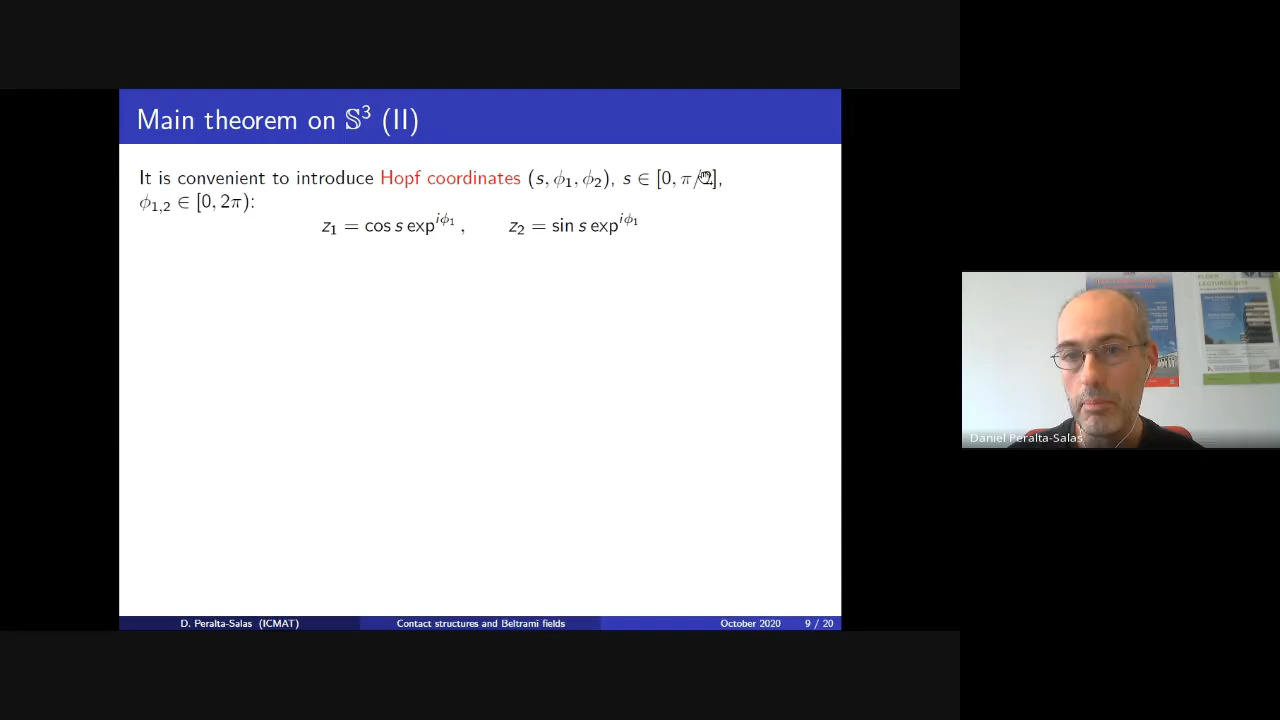 Main theorem on 𝕊³ (II)
It is convenient to introduce Hopf coordinates (s, ϕ₁, ϕ₂), s ∈ [0, π/2],
ϕ₁,₂ ∈ [0, 2π):
z₁ = cos s exp^{iϕ₁} , z₂ = sin s exp^{iϕ₁}
Daniel Peralta-Salas
D. Peralta-Salas (ICMAT) Contact structures and Beltrami fields October 2020 9 / 20